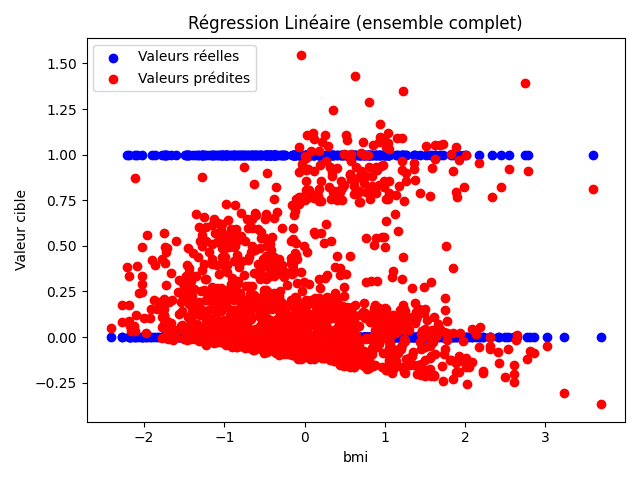 Régression Linéaire (ensemble complet)
Valeurs réelles
Valeurs prédites
Valeur cible
1.50
1.25
1.00
0.75
0.50
0.25
0.00
−0.25
−2 −1 0 1 2 3
bmi